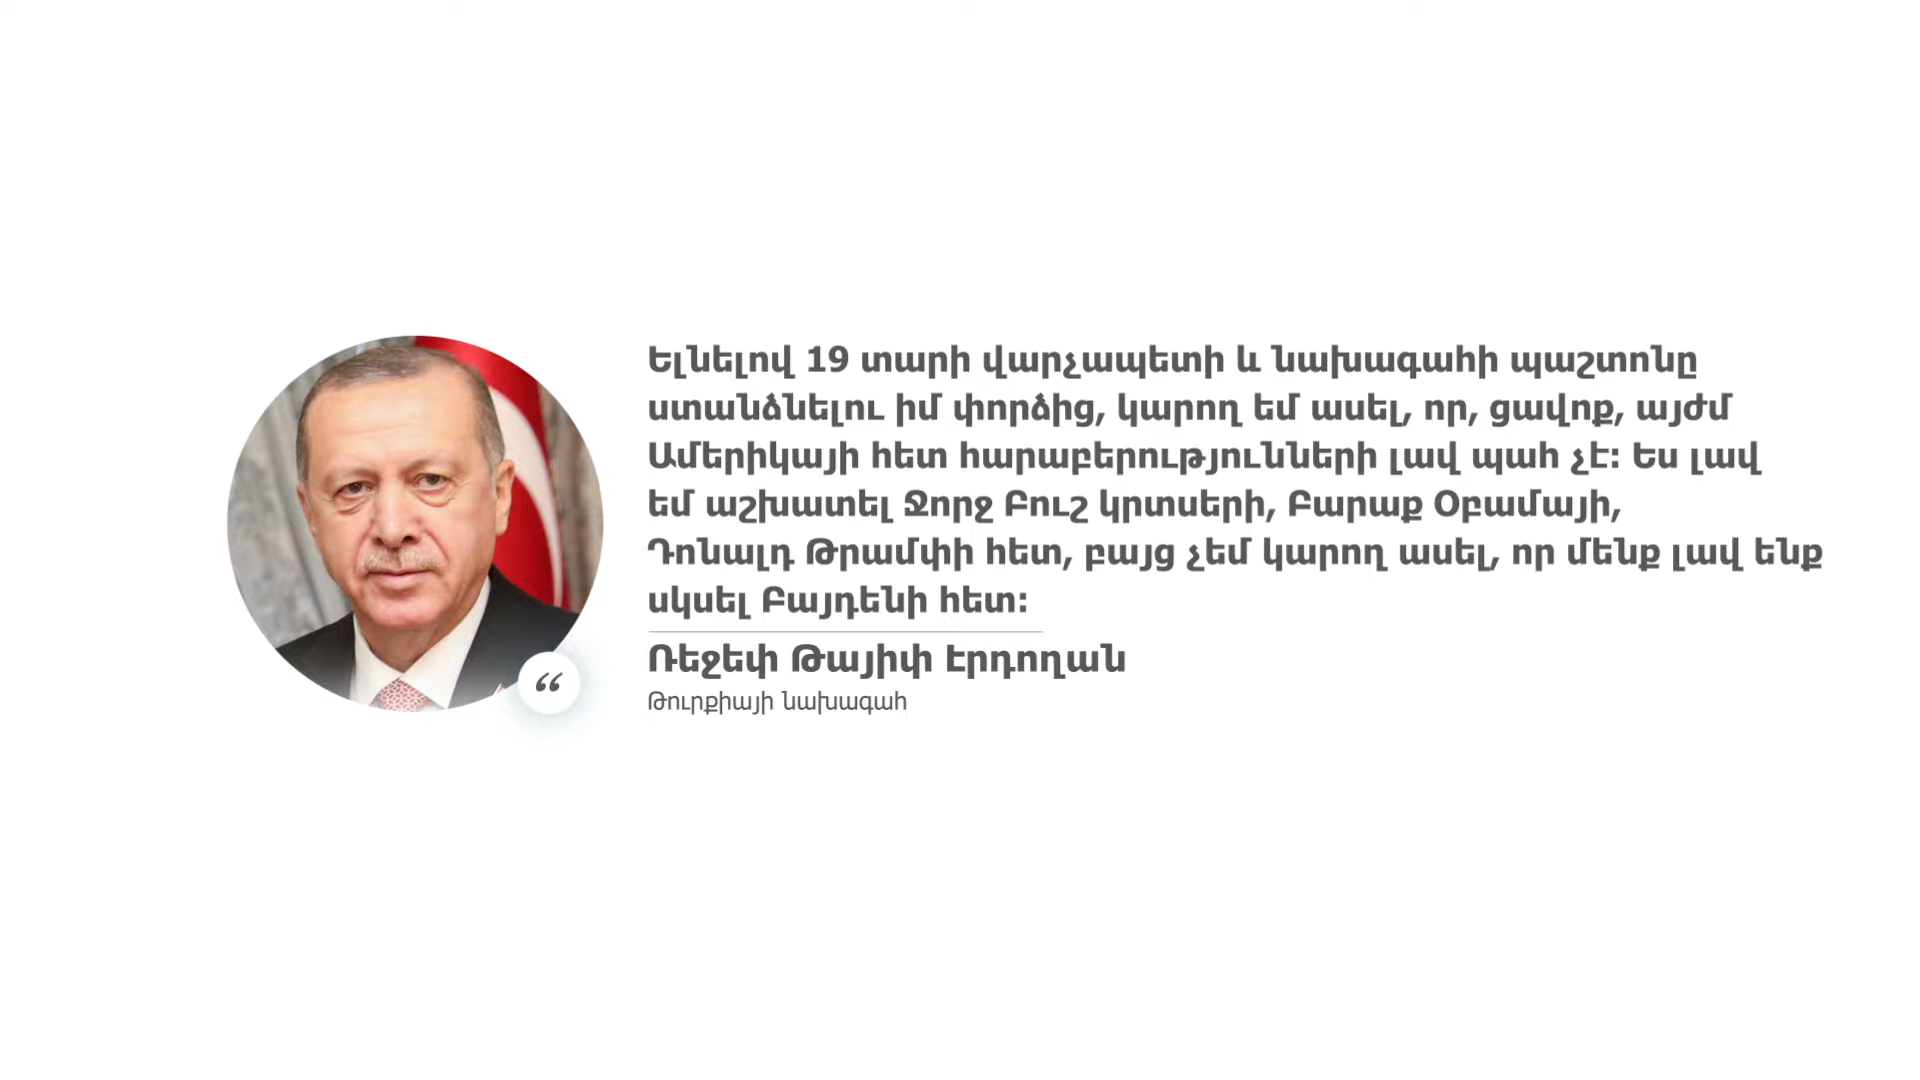 Ելնելով 19 տարի վարչապետի և նախագահի պաշտոնը
ստանձնելու իմ փորձից, կարող եմ ասել, որ, ցավոք, այժմ
Ամերիկայի հետ հարաբերությունների լավ պահ չէ: Ես լավ
եմ աշխատել Ջորջ Բուշ կրտսերի, Բարաք Օբամայի,
Դոնալդ Թրամփի հետ, բայց չեմ կարող ասել, որ մենք լավ ենք
սկսել Բայդենի հետ:
Ռեջեփ Թայիփ Էրդողան
Թուրքիայի նախագահ